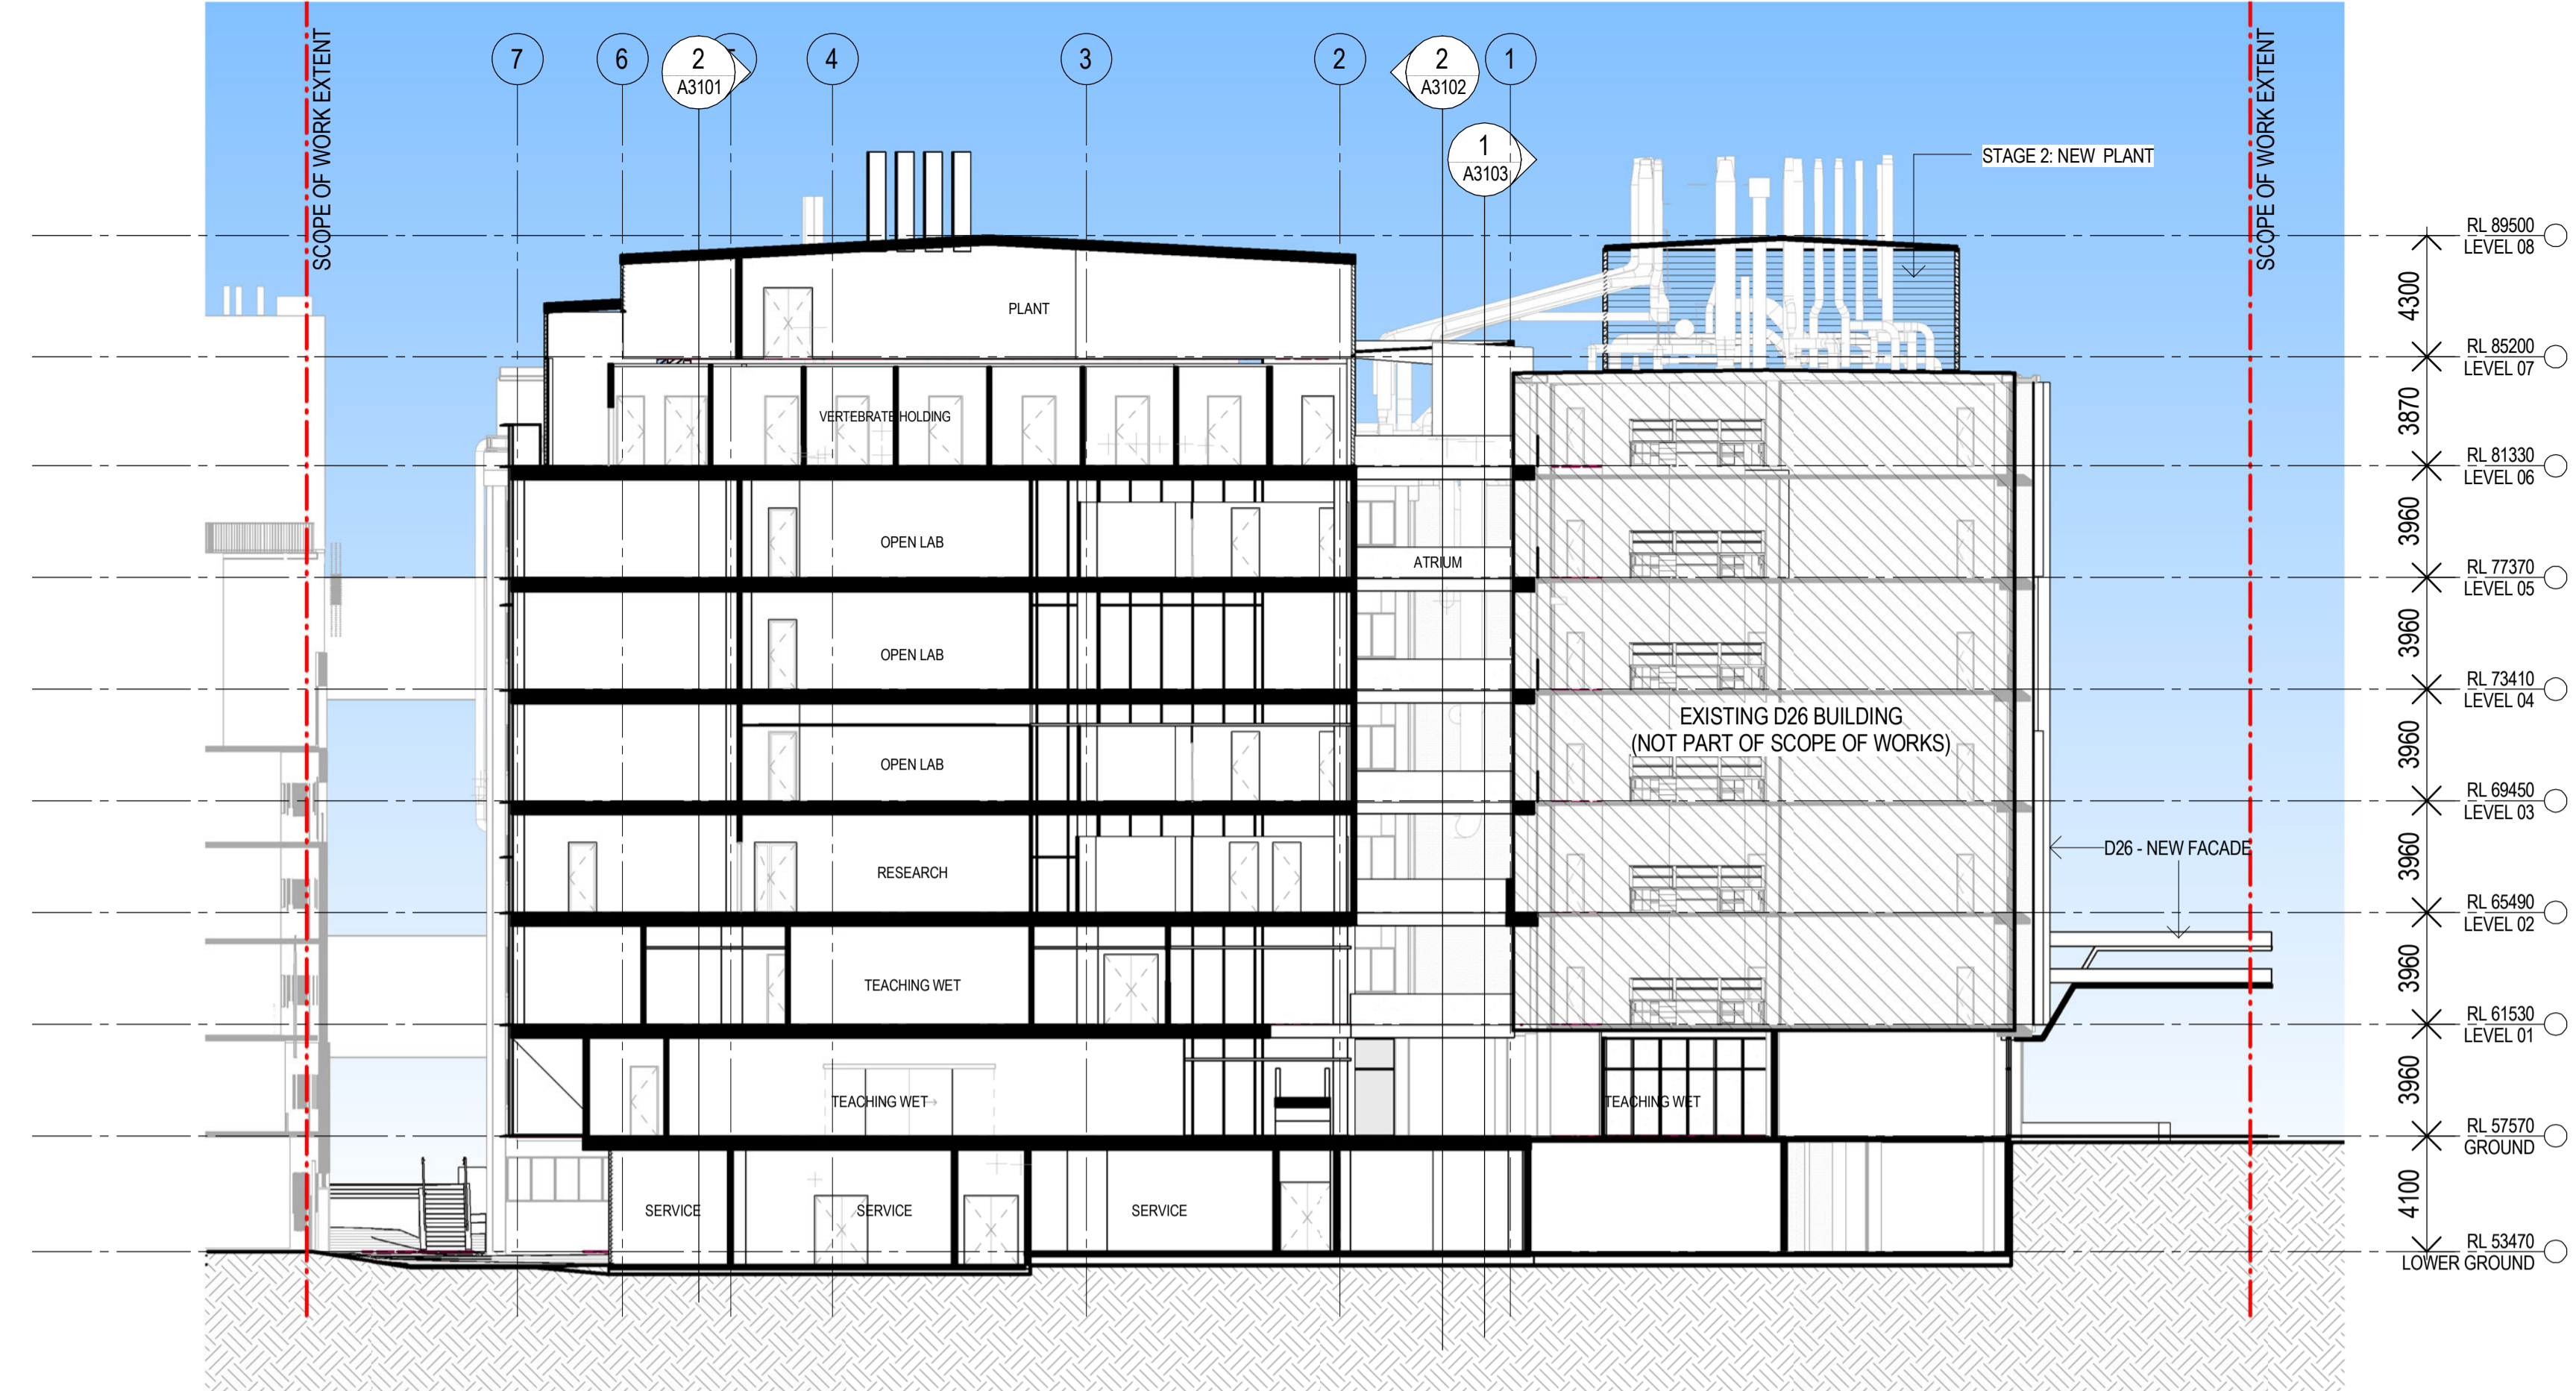 SCOPE OF WORK EXTENT
7
6
2
A3101
5
4
3
2
2
A3102
1
1
A3103
SCOPE OF WORK EXTENT
STAGE 2: NEW PLANT
RL 89500
LEVEL 08
4300
PLANT
RL 85200
LEVEL 07
3870
VERTEBRATE HOLDING
RL 81330
LEVEL 06
3960
OPEN LAB
ATRIUM
RL 77370
LEVEL 05
3960
OPEN LAB
RL 73410
LEVEL 04
EXISTING D26 BUILDING
(NOT PART OF SCOPE OF WORKS)
3960
OPEN LAB
RL 69450
LEVEL 03
D26 - NEW FACADE
3960
RESEARCH
RL 65490
LEVEL 02
3960
TEACHING WET
RL 61530
LEVEL 01
3960
TEACHING WET
TEACHING WET
RL 57570
GROUND
4100
SERVICE
SERVICE
SERVICE
RL 53470
LOWER GROUND